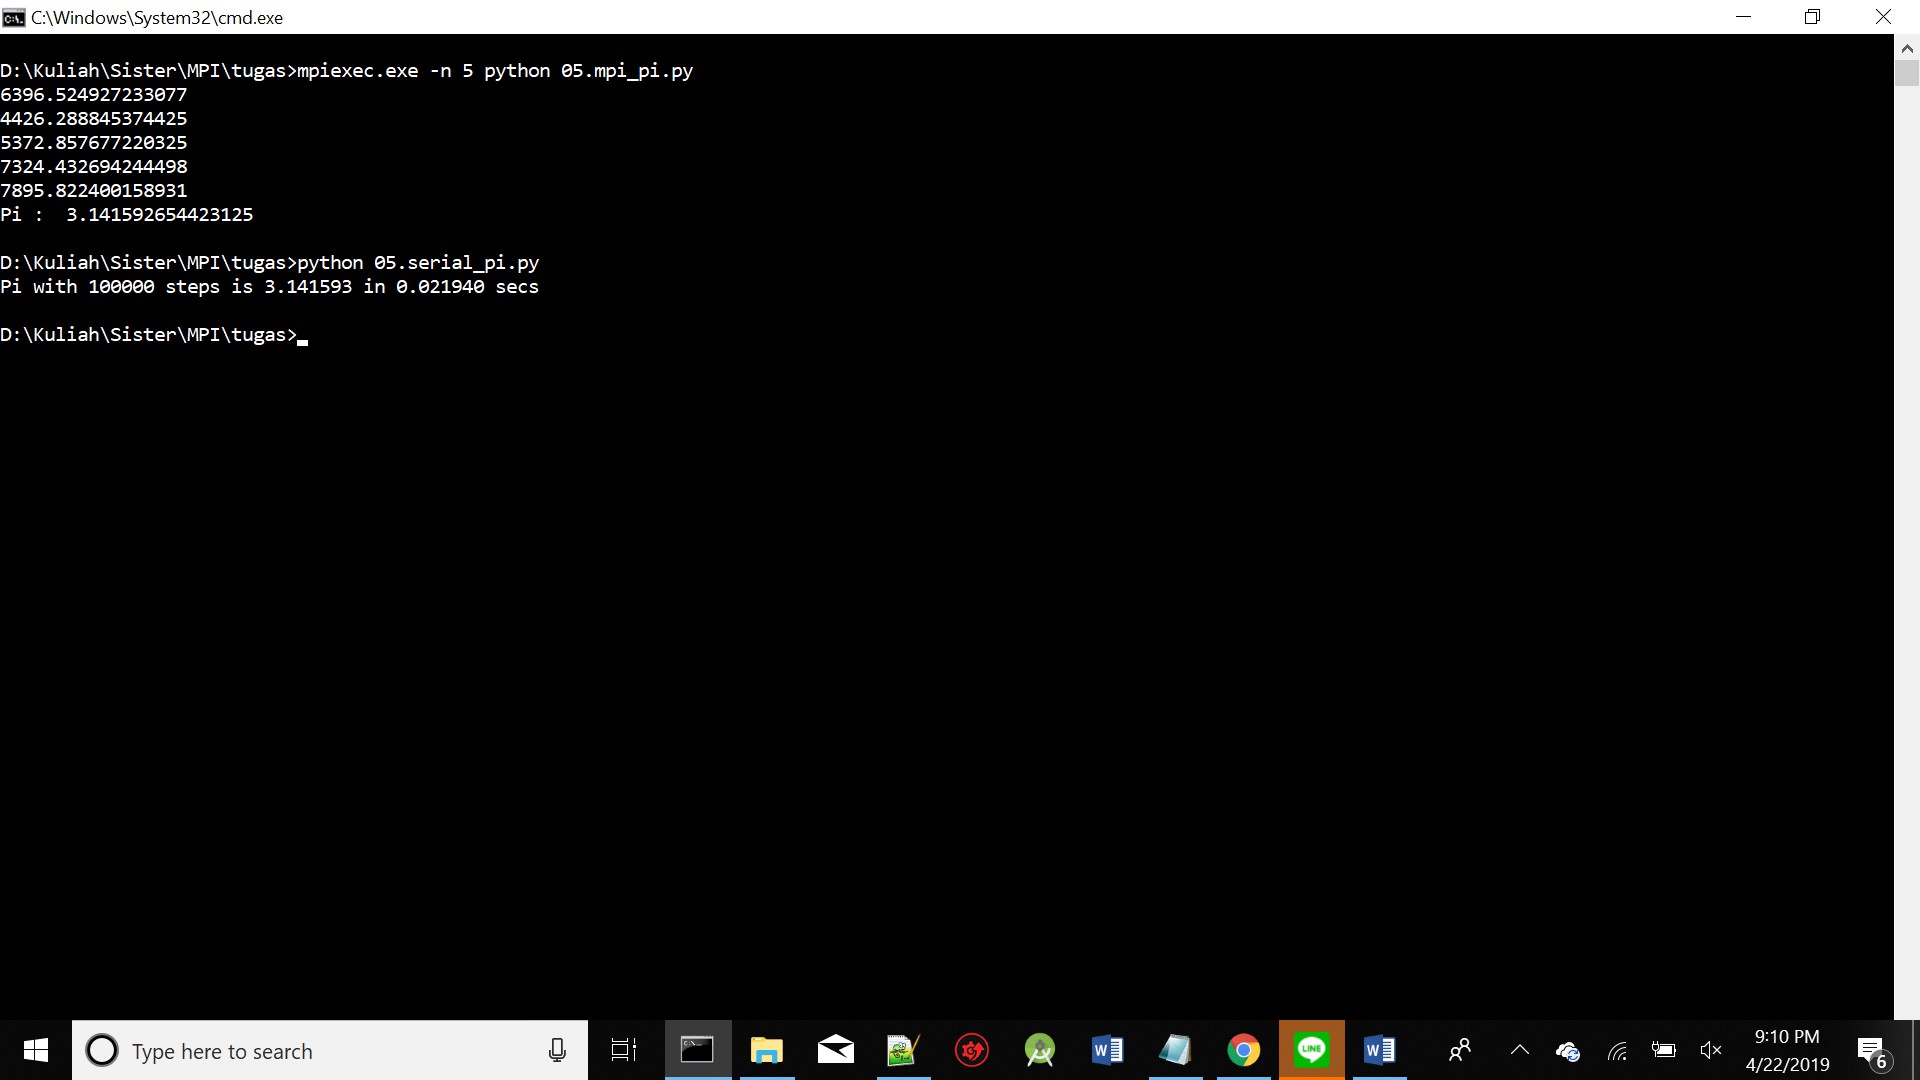 C:\Windows\System32\cmd.exe
D:\Kuliah\Sister\MPI\tugas>mpiexec.exe -n 5 python 05.mpi_pi.py
6396.524927233077
4426.288845374425
5372.857677220325
7324.432694244498
7895.822400158931
Pi :  3.141592654423125
D:\Kuliah\Sister\MPI\tugas>python 05.serial_pi.py
Pi with 100000 steps is 3.141593 in 0.021940 secs
D:\Kuliah\Sister\MPI\tugas>
Type here to search
LINE
9:10 PM
4/22/2019
6